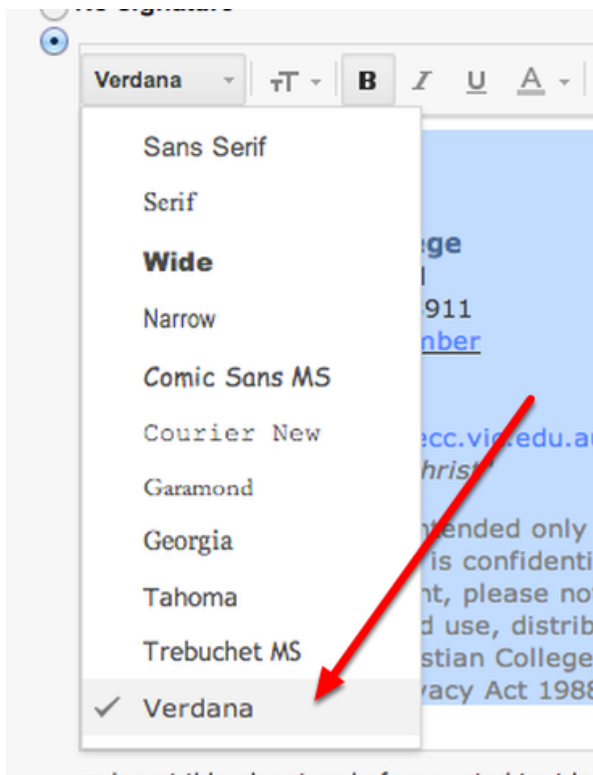 Verdana
B I U A
Sans Serif
Serif
ege
Wide
911
Narrow
mber
Comic Sans MS
Courier New
ecc.vic.edu.au
hrist"
Garamond
ntended only
Georgia
is confidenti
nt, please no
Tahoma
d use, distrib
Trebuchet MS
stian College
Verdana
vacy Act 1988